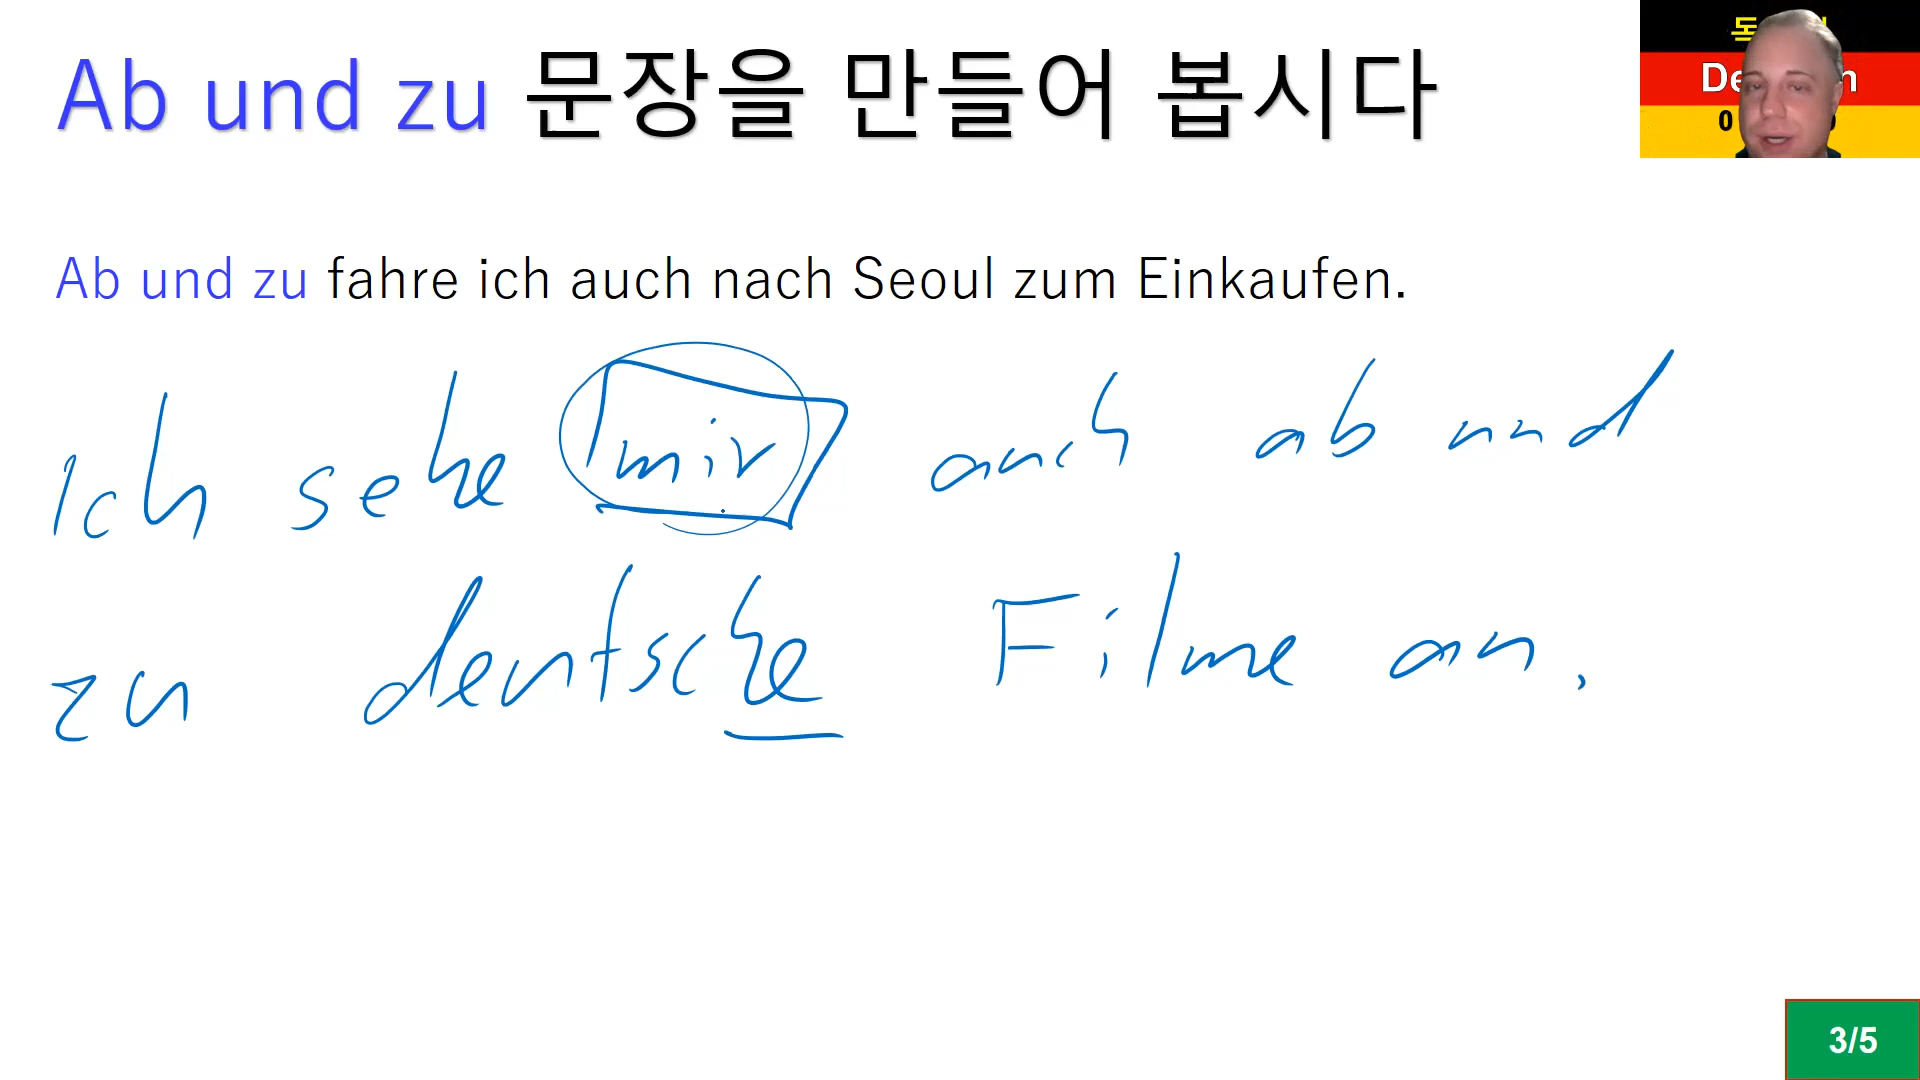 Ab und zu 문장을 만들어 봅시다
Ab und zu fahre ich auch nach Seoul zum Einkaufen.
Ich sehe mir auch ab und
zu deutsche Filme an.
3/5